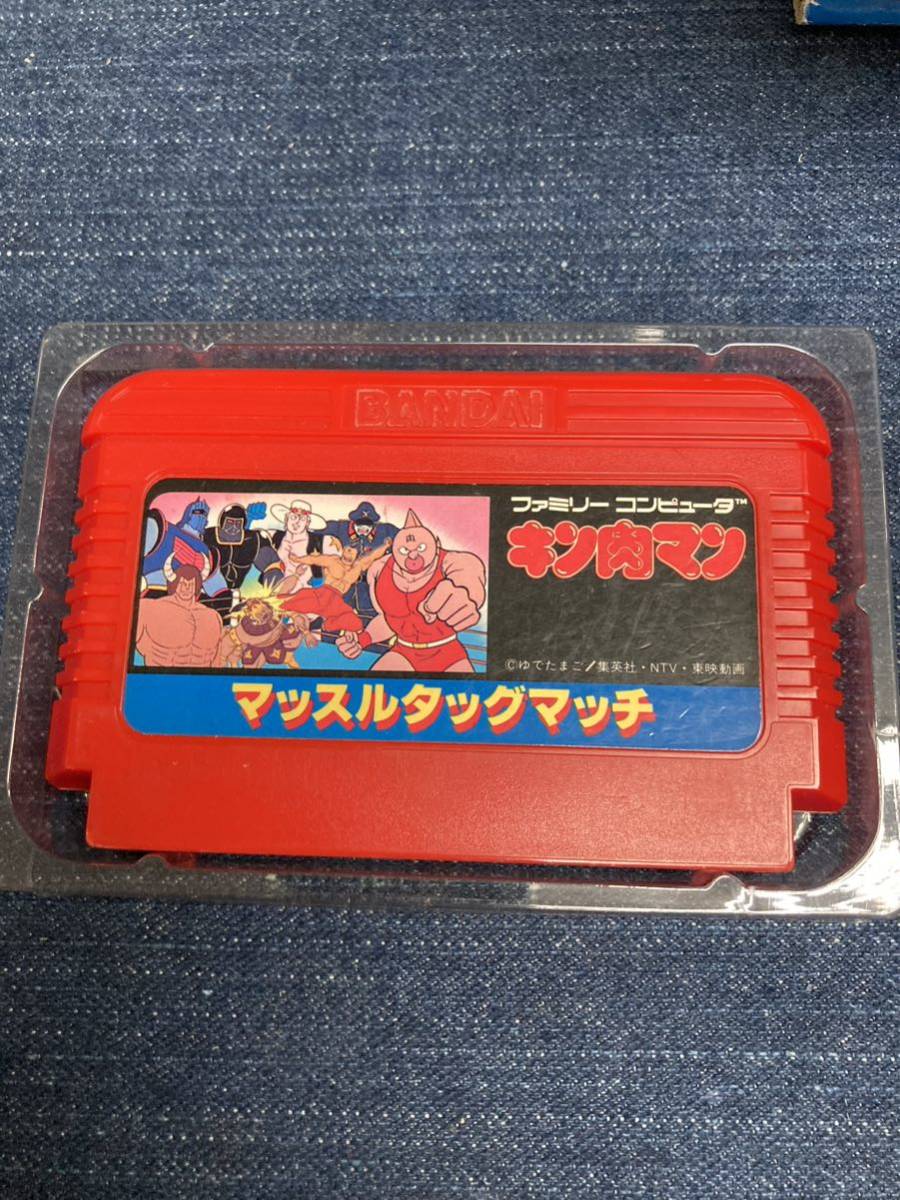 BANDAI
ファミリー コンピュータ™
キン肉マン
肉
©ゆでたまご／集英社・NTV・東映動画
マッスルタッグマッチ